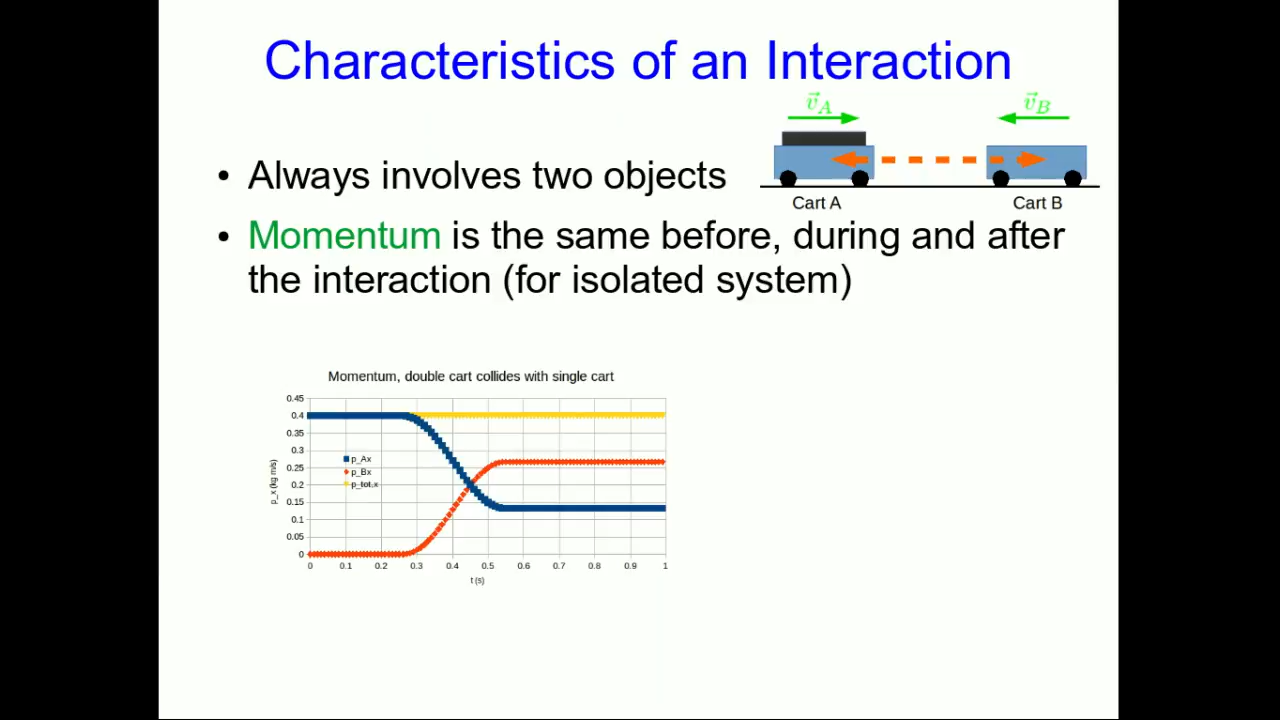 Characteristics of an Interaction
v⃗A
v⃗B
• Always involves two objects
Cart A
Cart B
• Momentum is the same before, during and after
the interaction (for isolated system)
Momentum, double cart collides with single cart
0.45
0.4
0.35
0.3
0.25
0.2
0.15
0.1
0.05
0
p_x (kg m/s)
p_Ax
p_Bx
p_tot,x
0 0.1 0.2 0.3 0.4 0.5 0.6 0.7 0.8 0.9 1
t (s)